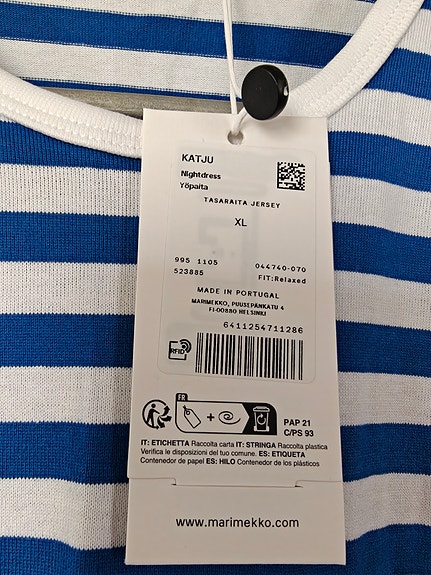 KATJU
Nightdress
Yöpaita
TASARAITA JERSEY
XL
995 1105 044740-070
523885 FIT:Relaxed
MADE IN PORTUGAL
MARIMEKKO, PUUSEPÄNKATU 4
FI-00880 HELSINKI
6411254711286
RFID
FR
+
PAP 21
C/PS 93
IT: ETICHETTA Raccolta carta IT: STRINGA Raccolta plastica
Verifica le disposizioni del tuo comune. ES: ETIQUETA
Contenedor de papel ES: HILO Contenedor de los plásticos
www.marimekko.com